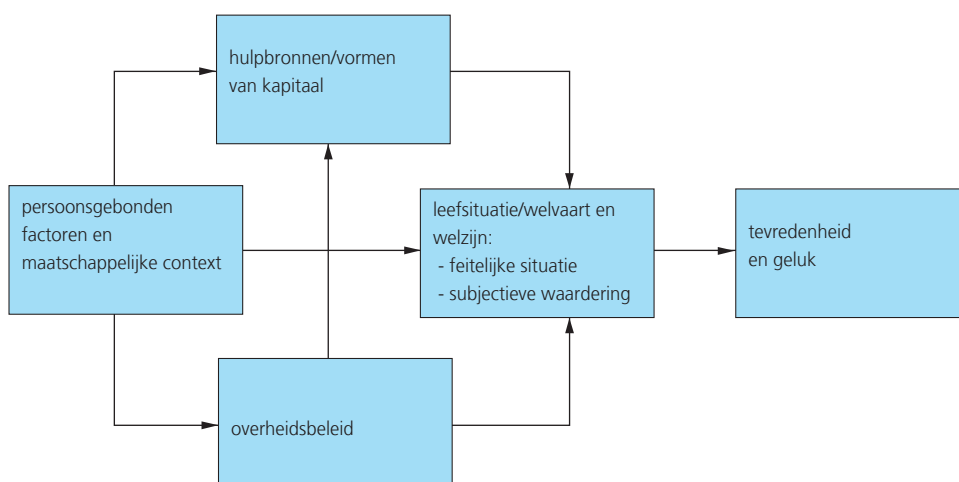 hulpbronnen/vormen
van kapitaal
persoonsgebonden
factoren en
maatschappelijke context
leefsituatie/welvaart en
welzijn:
- feitelijke situatie
- subjectieve waardering
tevredenheid
en geluk
overheidsbeleid